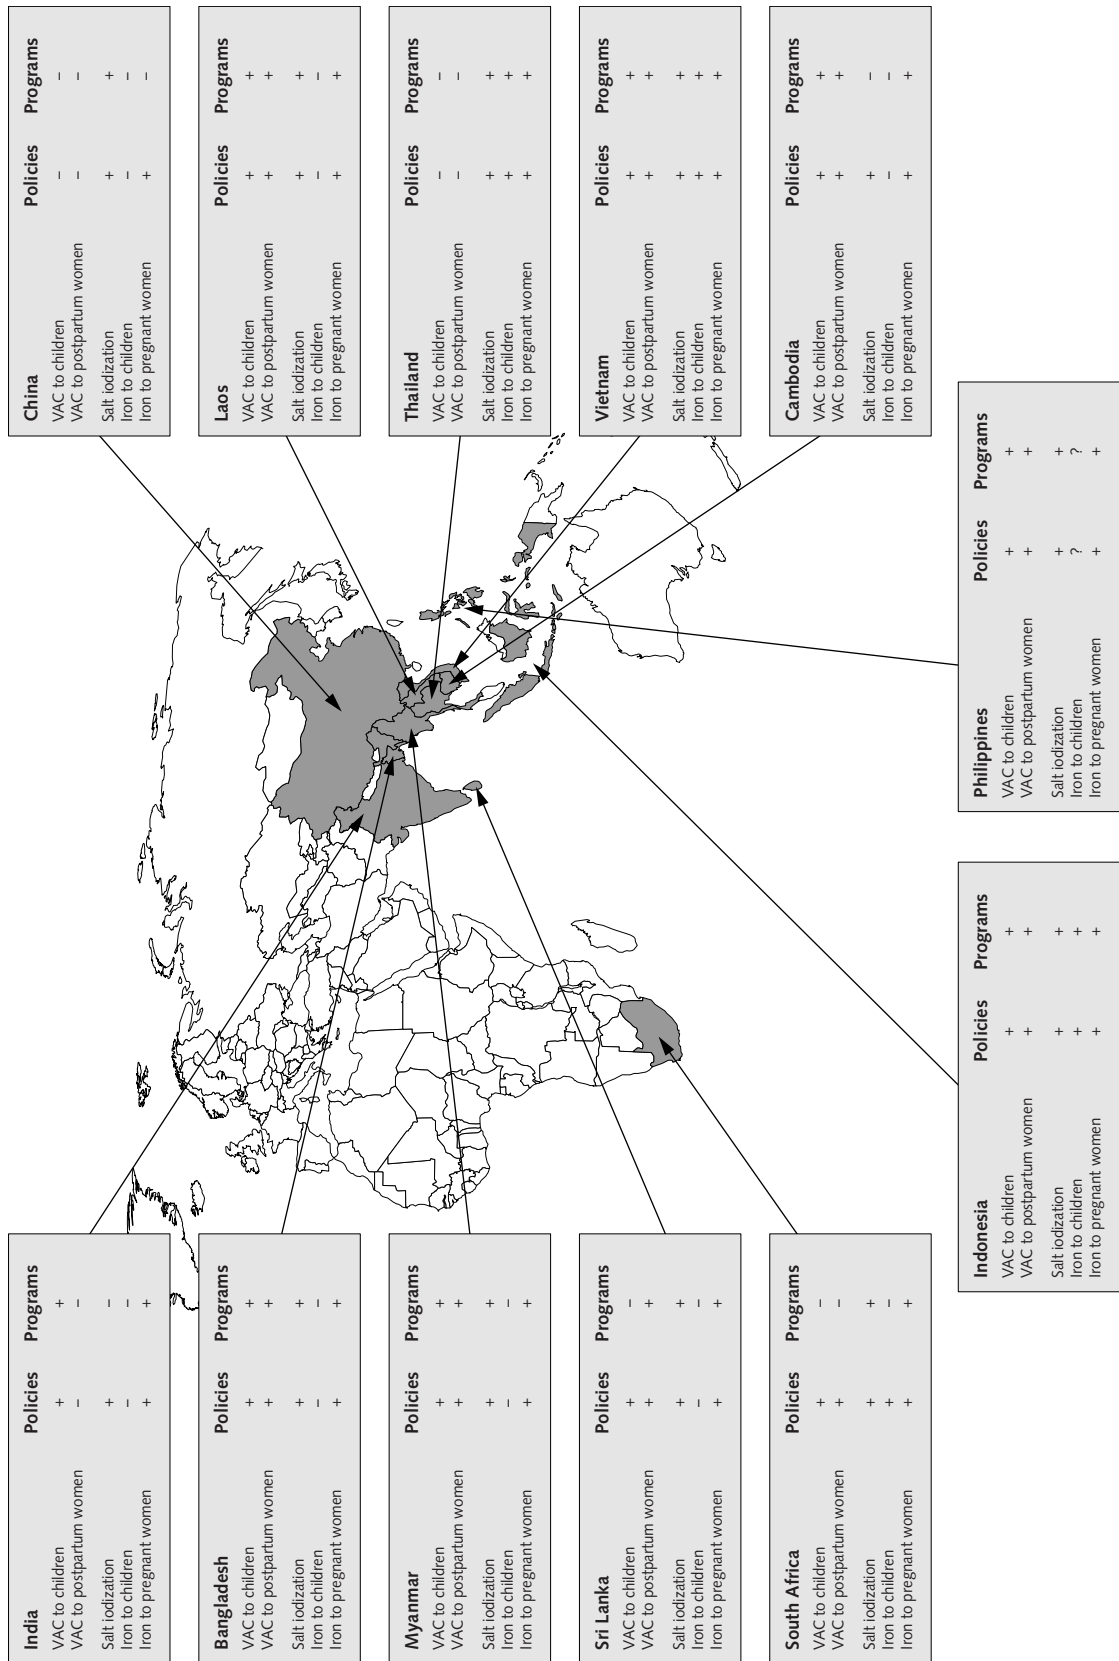 India Policies Programs
VAC to children + +
VAC to postpartum women – –
Salt iodization + –
Iron to children – –
Iron to pregnant women + +
Bangladesh Policies Programs
VAC to children + +
VAC to postpartum women + +
Salt iodization + +
Iron to children – –
Iron to pregnant women + +
Myanmar Policies Programs
VAC to children + +
VAC to postpartum women + +
Salt iodization + +
Iron to children – –
Iron to pregnant women + +
Sri Lanka Policies Programs
VAC to children + –
VAC to postpartum women + +
Salt iodization + +
Iron to children – –
Iron to pregnant women + +
South Africa Policies Programs
VAC to children + –
VAC to postpartum women + –
Salt iodization + +
Iron to children + –
Iron to pregnant women + +
China Policies Programs
VAC to children – –
VAC to postpartum women – –
Salt iodization + +
Iron to children – –
Iron to pregnant women + –
Laos Policies Programs
VAC to children + +
VAC to postpartum women + +
Salt iodization + +
Iron to children – –
Iron to pregnant women + +
Thailand Policies Programs
VAC to children – –
VAC to postpartum women – –
Salt iodization + +
Iron to children + +
Iron to pregnant women + +
Vietnam Policies Programs
VAC to children + +
VAC to postpartum women + +
Salt iodization + +
Iron to children + +
Iron to pregnant women + +
Cambodia Policies Programs
VAC to children + +
VAC to postpartum women + +
Salt iodization + –
Iron to children – –
Iron to pregnant women + +
Indonesia Policies Programs
VAC to children + +
VAC to postpartum women + +
Salt iodization + +
Iron to children + +
Iron to pregnant women + +
Philippines Policies Programs
VAC to children + +
VAC to postpartum women + +
Salt iodization + +
Iron to children ? ?
Iron to pregnant women + +